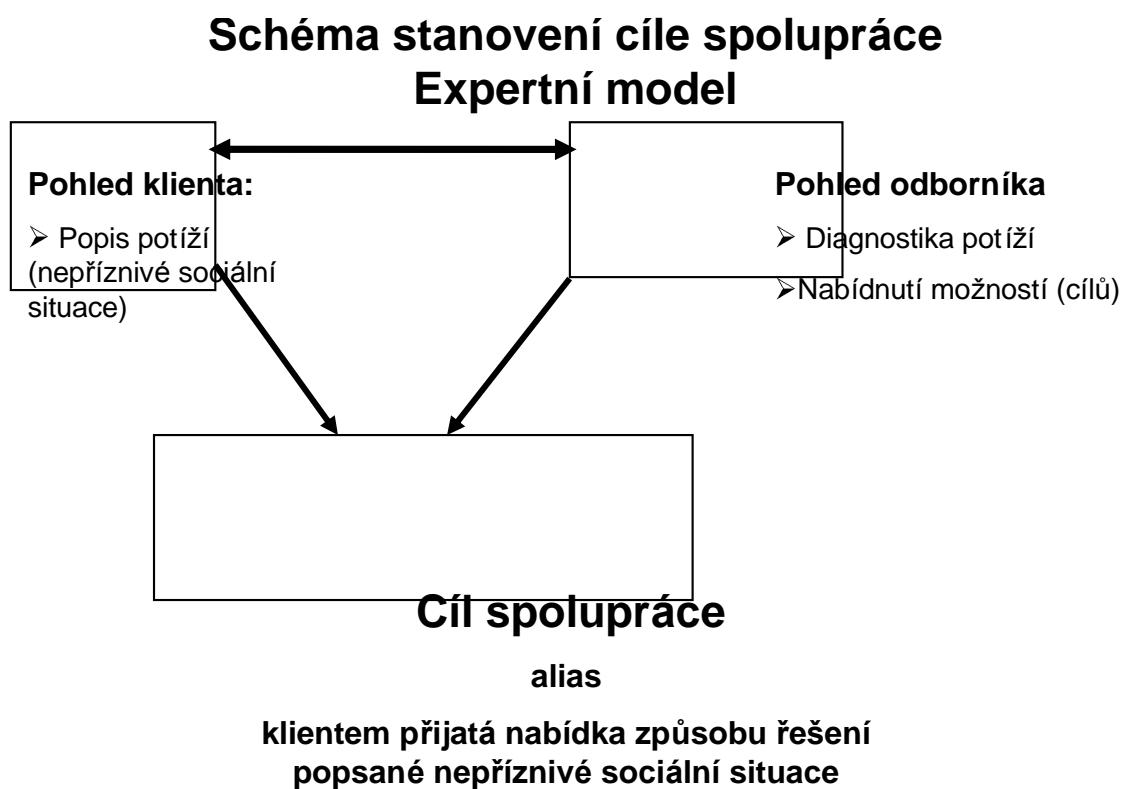 Schéma stanovení cíle spolupráce
Expertní model
Pohled klienta:
➢ Popis potíží
(nepříznivé sociální
situace)
Pohled odborníka
➢ Diagnostika potíží
➢Nabídnutí možností (cílů)
Cíl spolupráce
alias
klientem přijatá nabídka způsobu řešení
popsané nepříznivé sociální situace